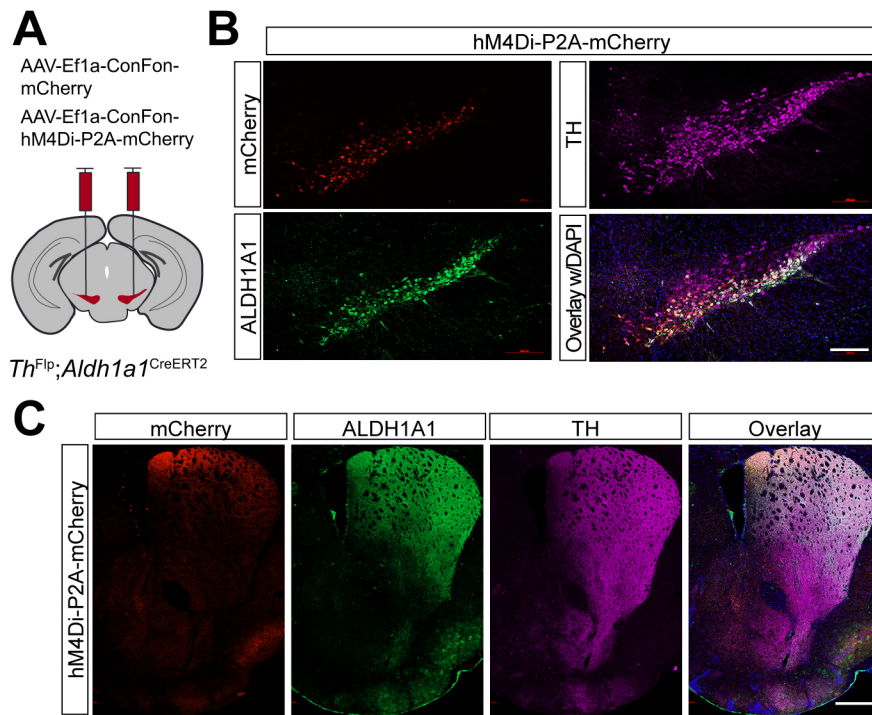 A
AAV-Ef1a-ConFon-
mCherry
AAV-Ef1a-ConFon-
hM4Di-P2A-mCherry
Th^Flp;Aldh1a1^CreERT2
B
hM4Di-P2A-mCherry
mCherry
TH
ALDH1A1
Overlay w/DAPI
C
mCherry
ALDH1A1
TH
Overlay
hM4Di-P2A-mCherry